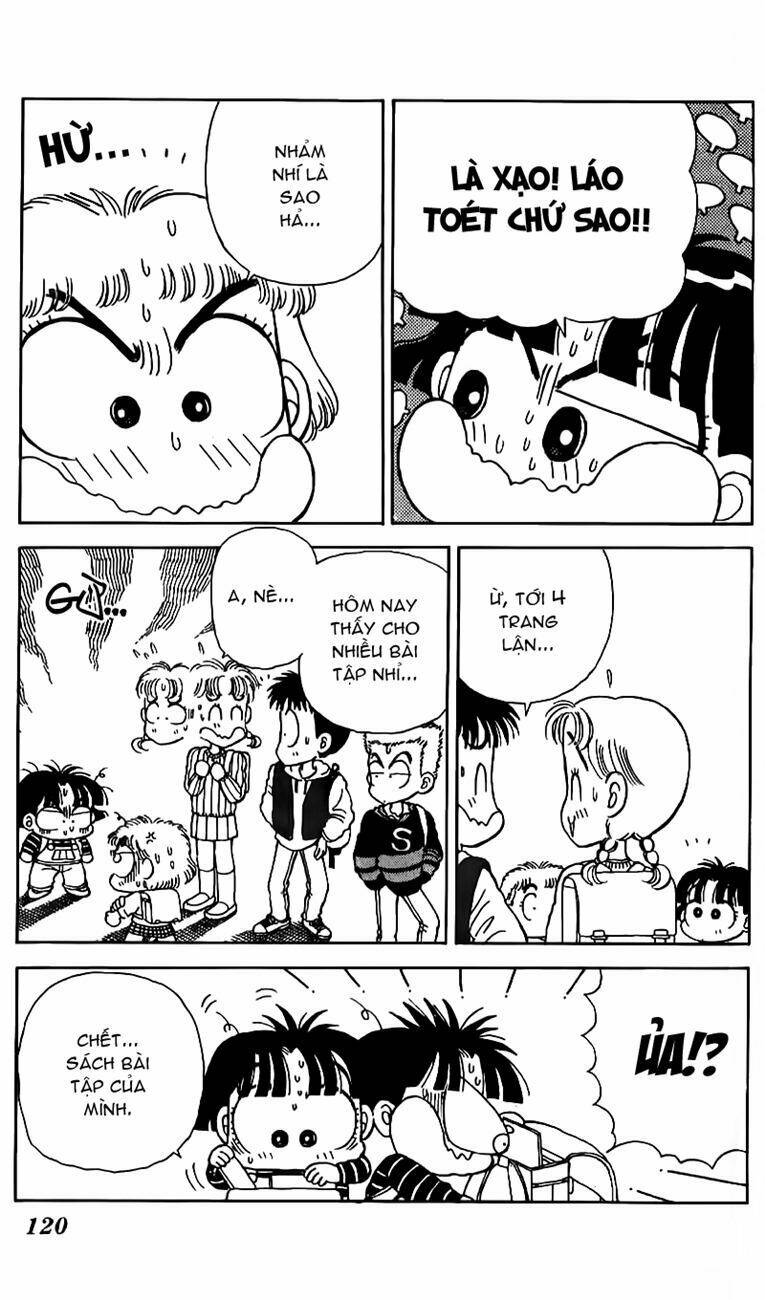 HỪ...
NHẢM
NHÍ LÀ
SAO
HẢ...
LÀ XẠO! LÁO
TOÉT CHỨ SAO!!
GỪ...
A, NÈ...
HÔM NAY
THẤY CHO
NHIỀU BÀI
TẬP NHỈ...
S
Ừ, TỚI 4
TRANG
LẬN...
CHẾT...
SÁCH BÀI
TẬP CỦA
MÌNH.
ỦA!?
120